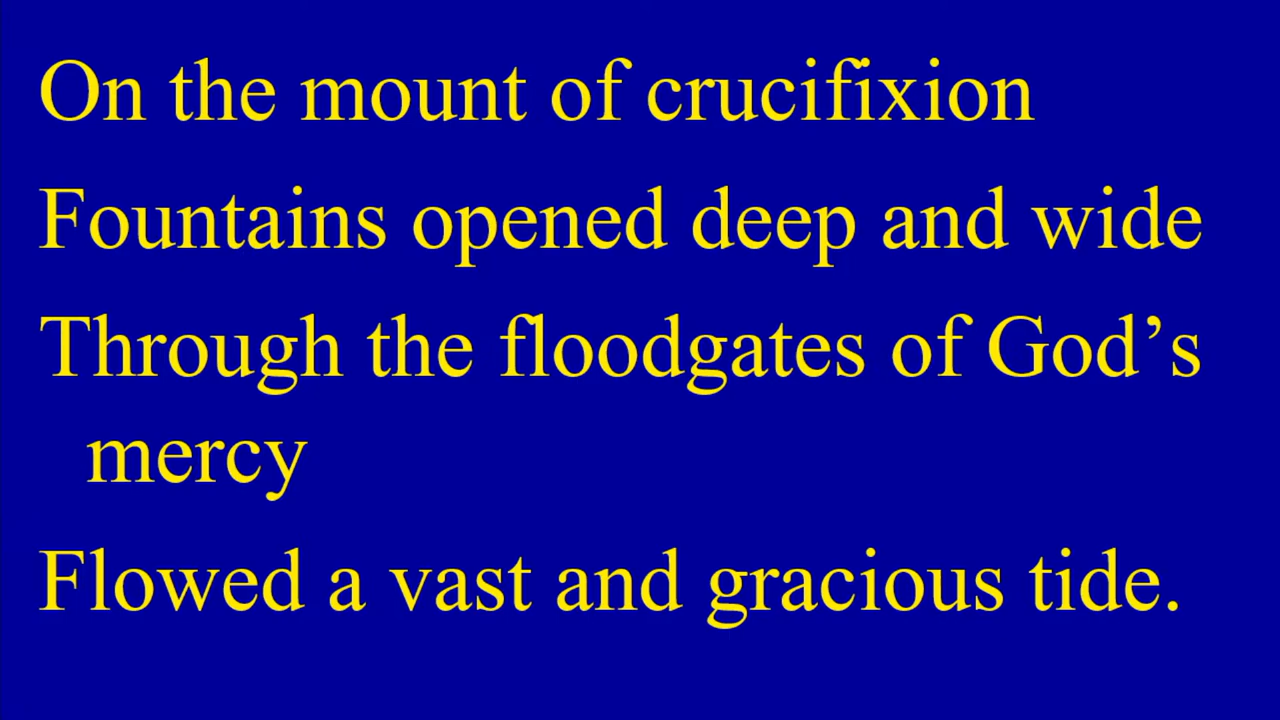 On the mount of crucifixion
Fountains opened deep and wide
Through the floodgates of God’s
mercy
Flowed a vast and gracious tide.